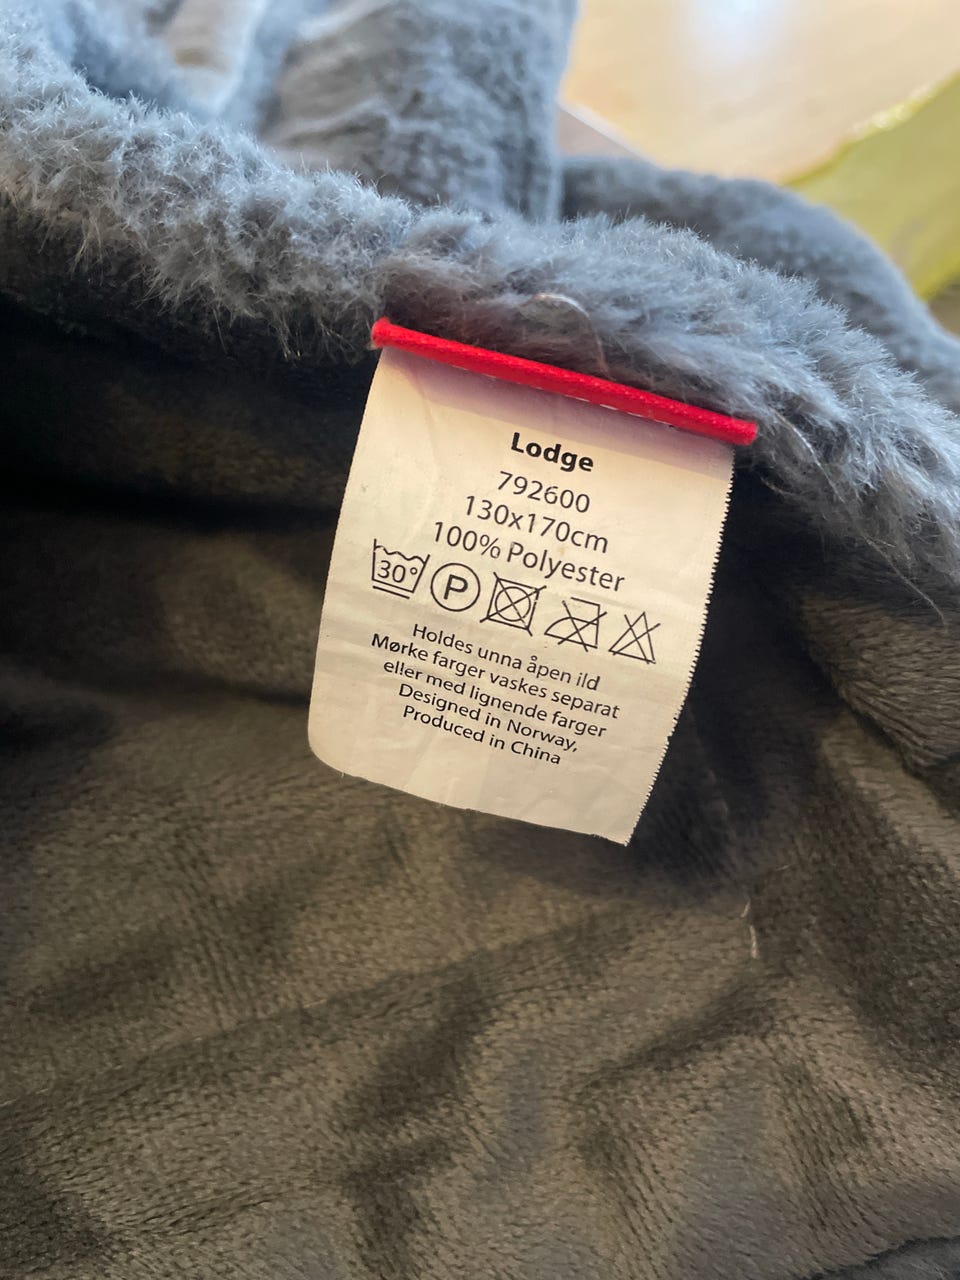 Lodge
792600
130x170cm
100% Polyester
30° P
Holdes unna åpen ild
Mørke farger vaskes separat
eller med lignende farger
Designed in Norway,
Produced in China